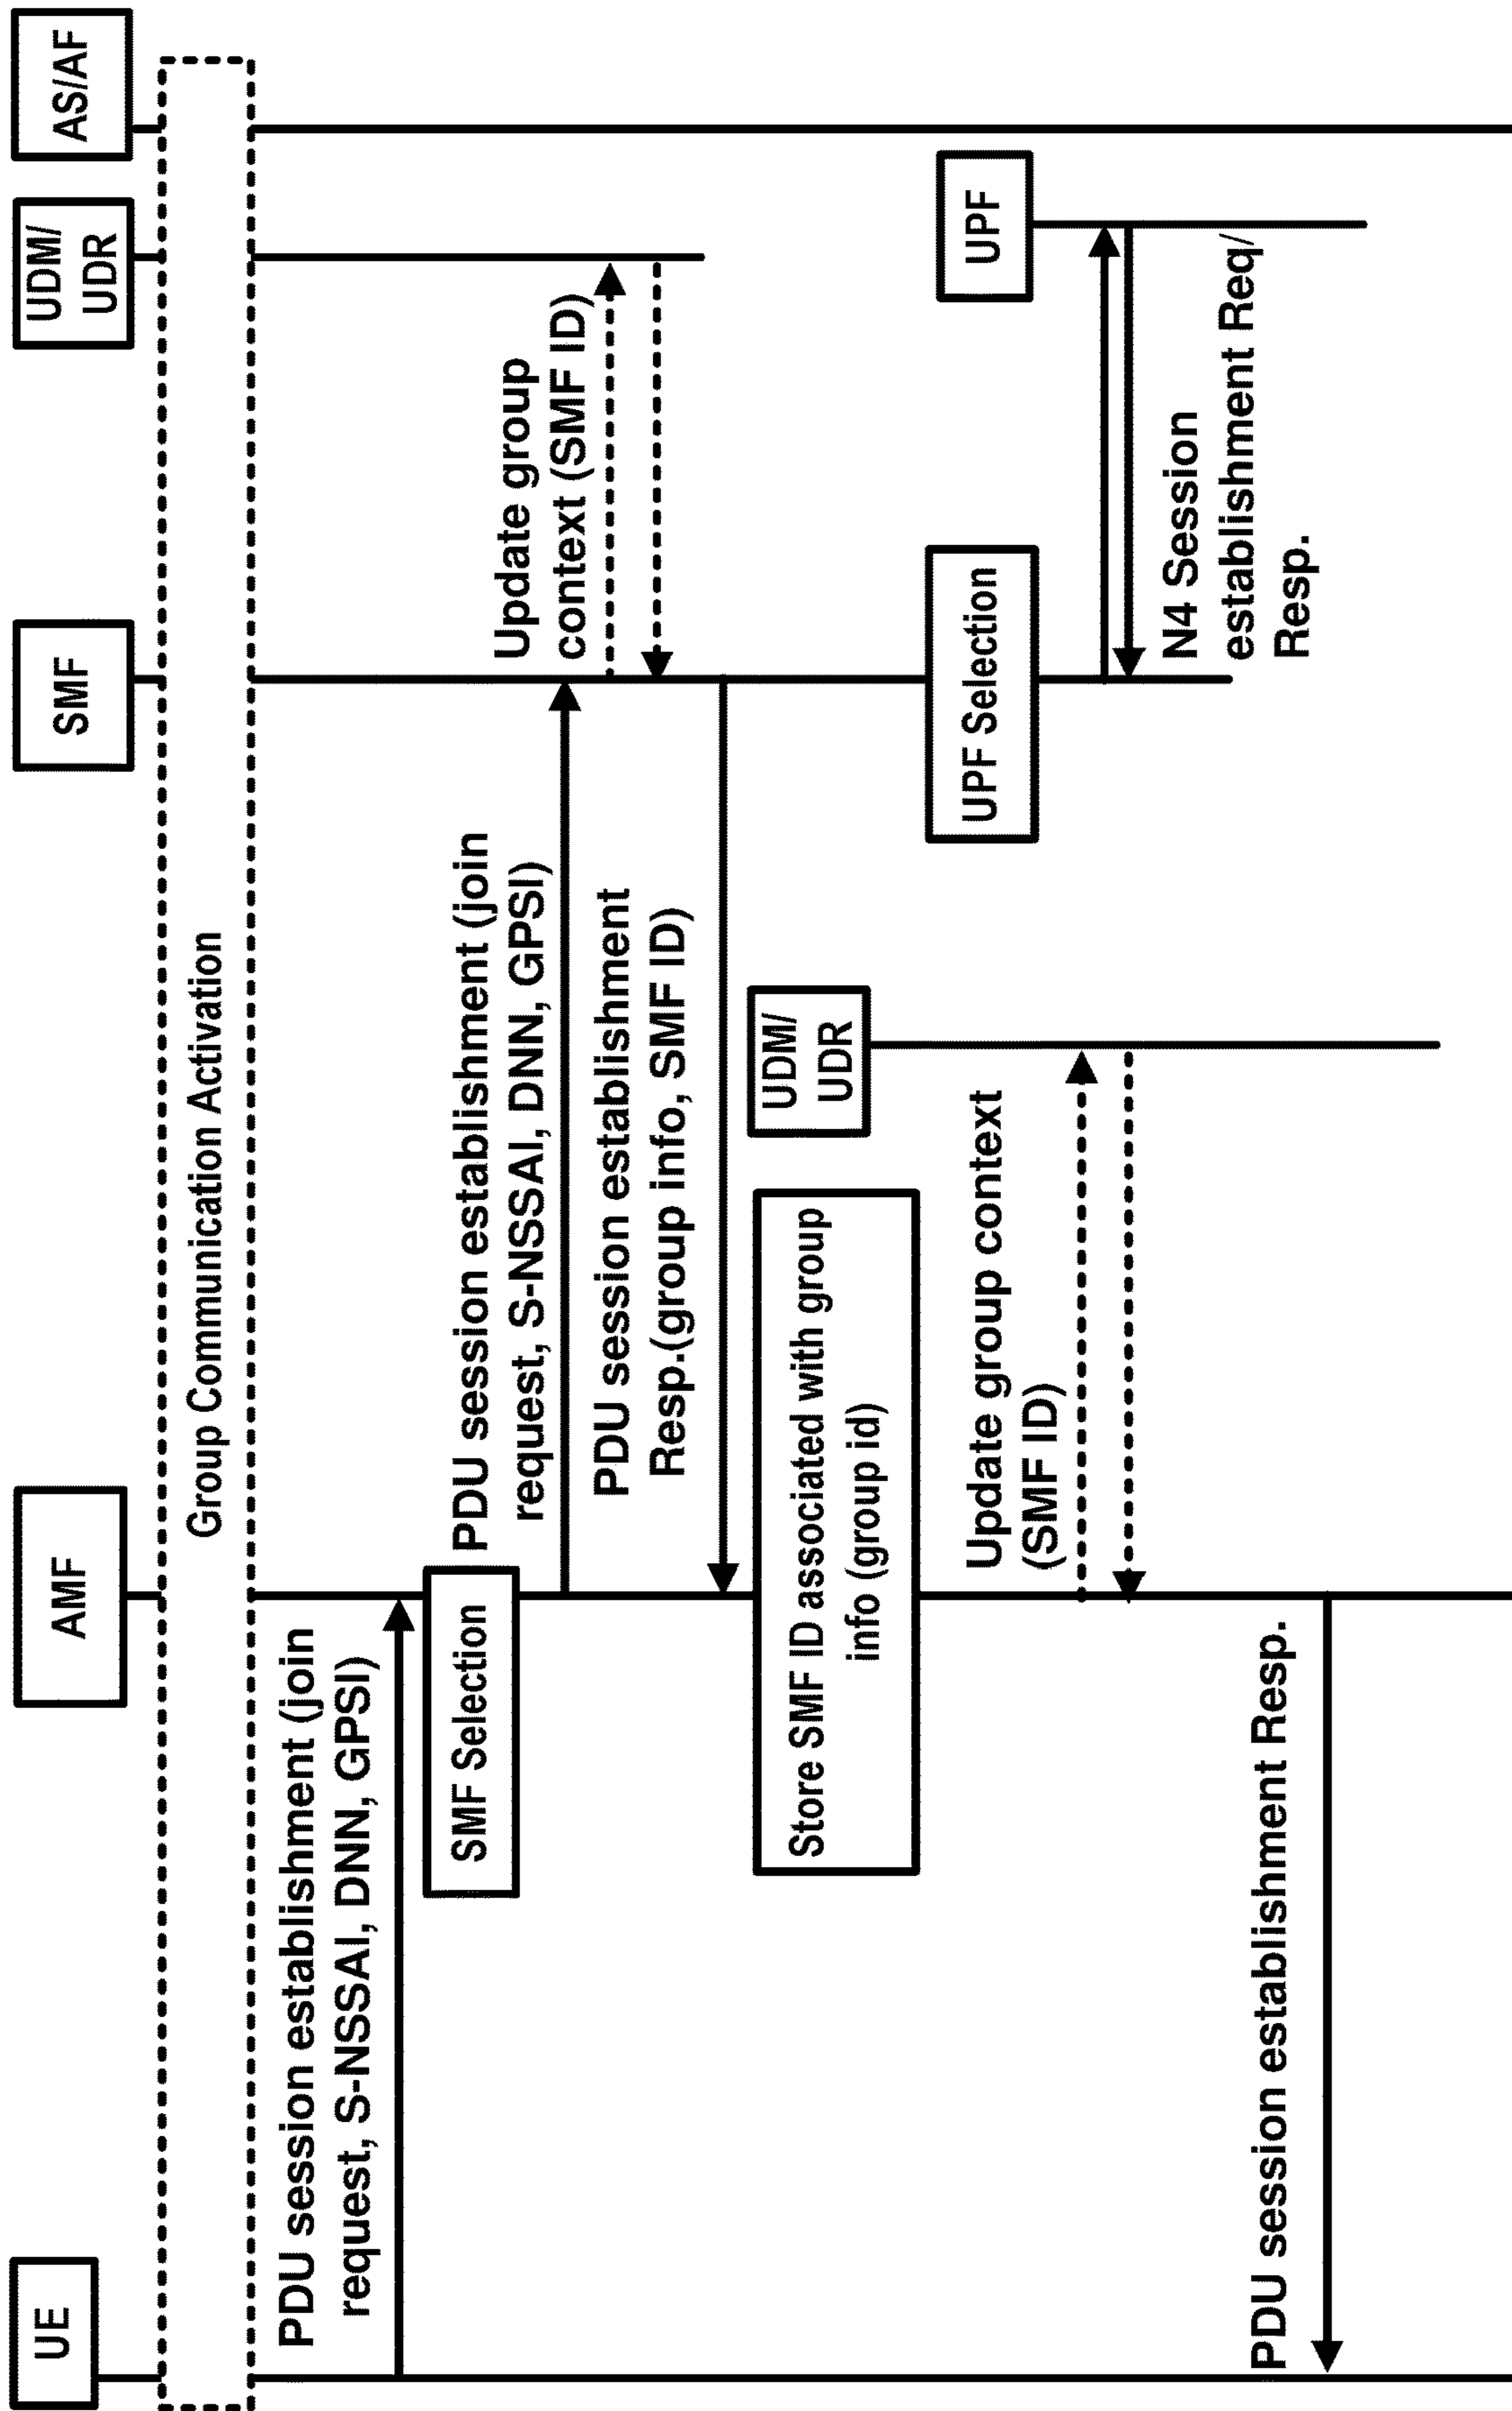 UE
AMF
SMF
UDM/
UDR
AS/AF
Group Communication Activation
PDU session establishment (join
request, S-NSSAI, DNN, GPSI)
SMF Selection
PDU session establishment (join
request, S-NSSAI, DNN, GPSI)
Update group
context (SMF ID)
PDU session establishment
Resp.(group info, SMF ID)
Store SMF ID associated with group
info (group id)
UDM/
UDR
UPF Selection
UPF
Update group context
(SMF ID)
N4 Session
establishment Req/
Resp.
PDU session establishment Resp.